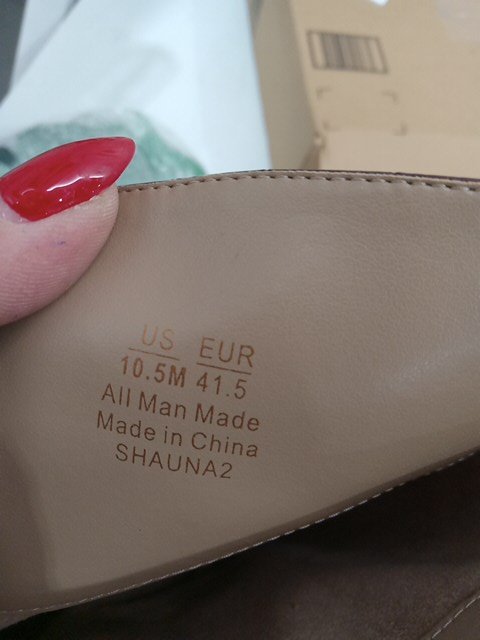 US EUR
10.5M 41.5
All Man Made
Made in China
SHAUNA2